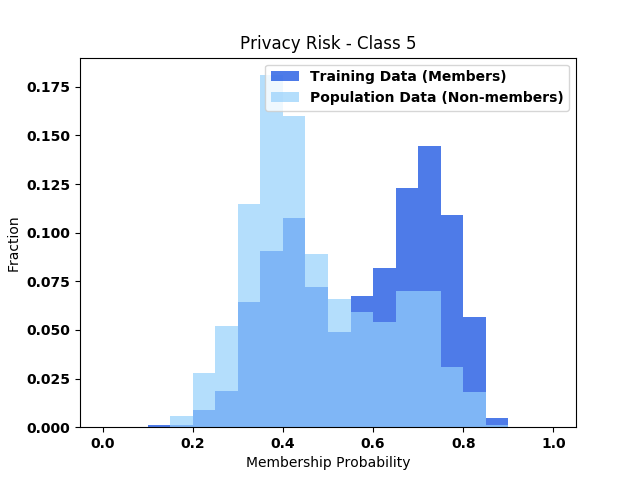 Privacy Risk - Class 5
Training Data (Members)
Population Data (Non-members)
0.175
0.150
0.125
0.100
0.075
0.050
0.025
0.000
Fraction
0.0 0.2 0.4 0.6 0.8 1.0
Membership Probability